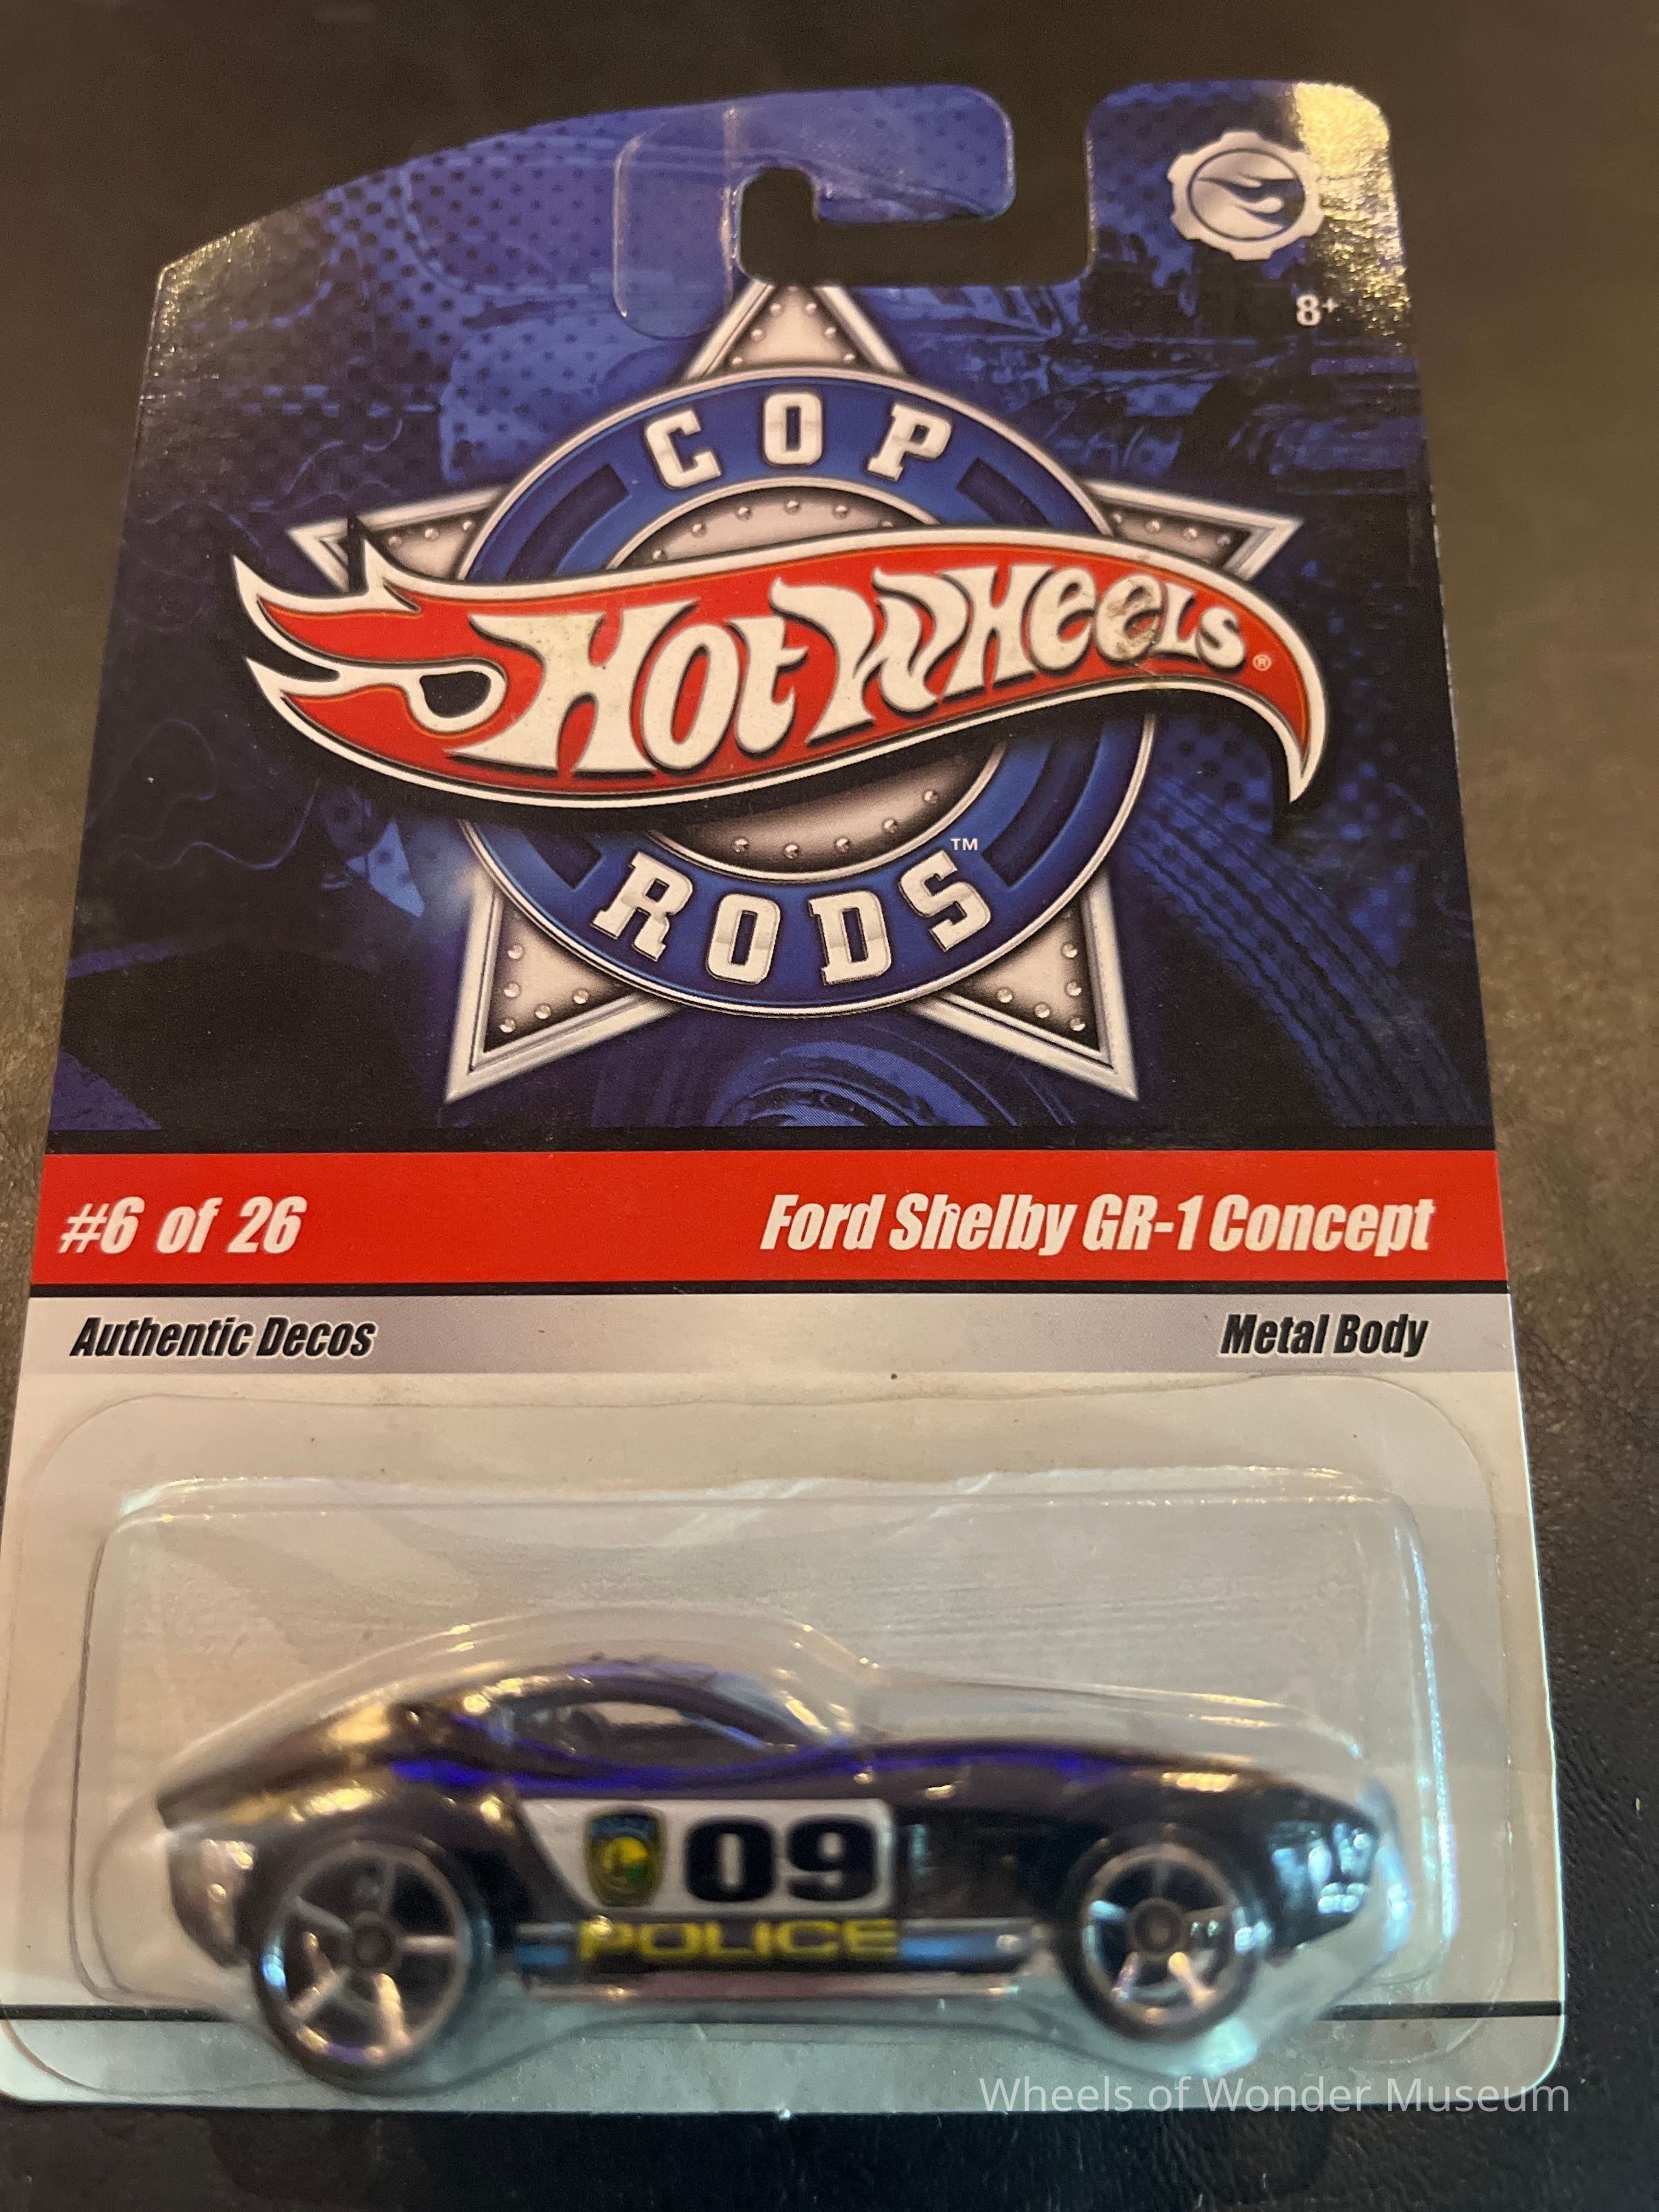 8+
COP
HOT WHEELS®
RODS™
#6 of 26 Ford Shelby GR-1 Concept
Authentic Decos Metal Body
09
POLICE
Wheels of Wonder Museum